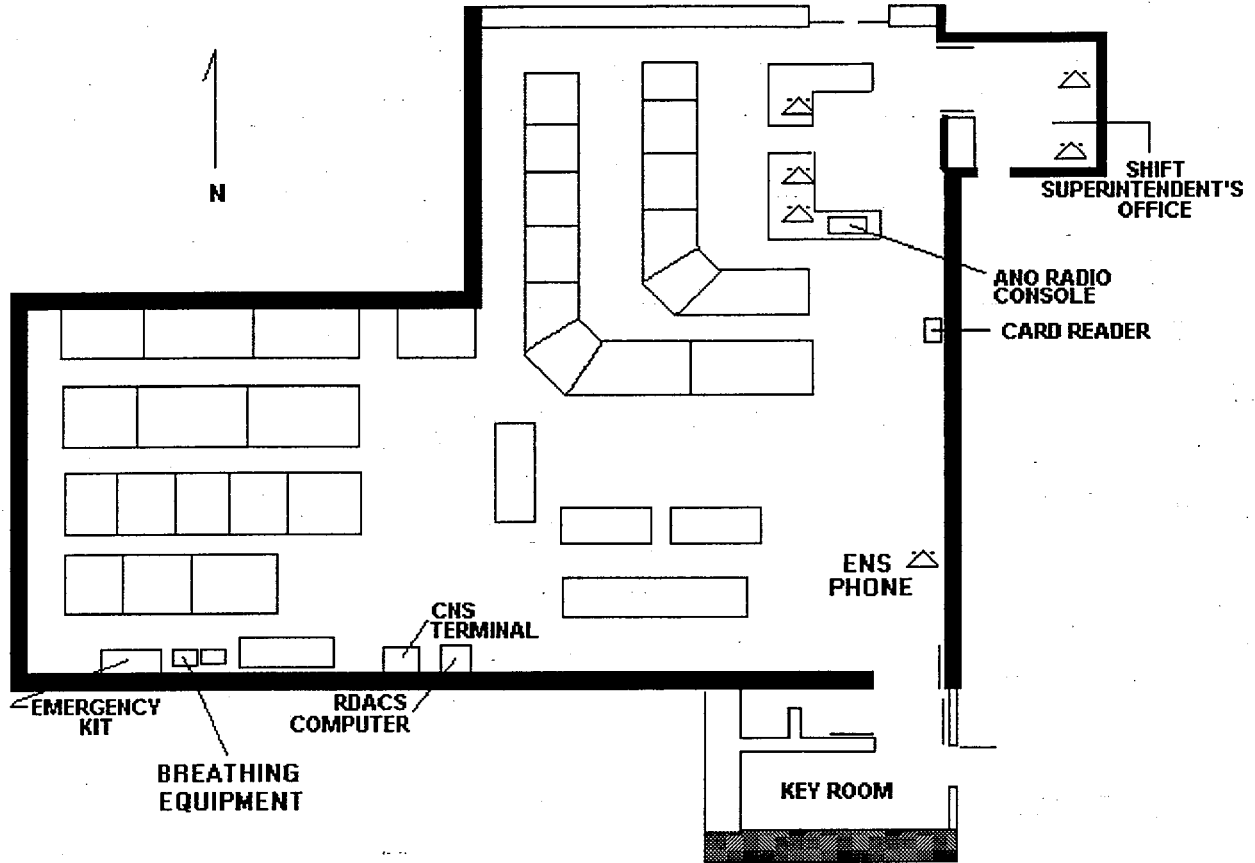 N
SHIFT
SUPERINTENDENT'S
OFFICE
ANO RADIO
CONSOLE
CARD READER
ENS
PHONE
CNS
TERMINAL
EMERGENCY
KIT
RDACS
COMPUTER
BREATHING
EQUIPMENT
KEY ROOM